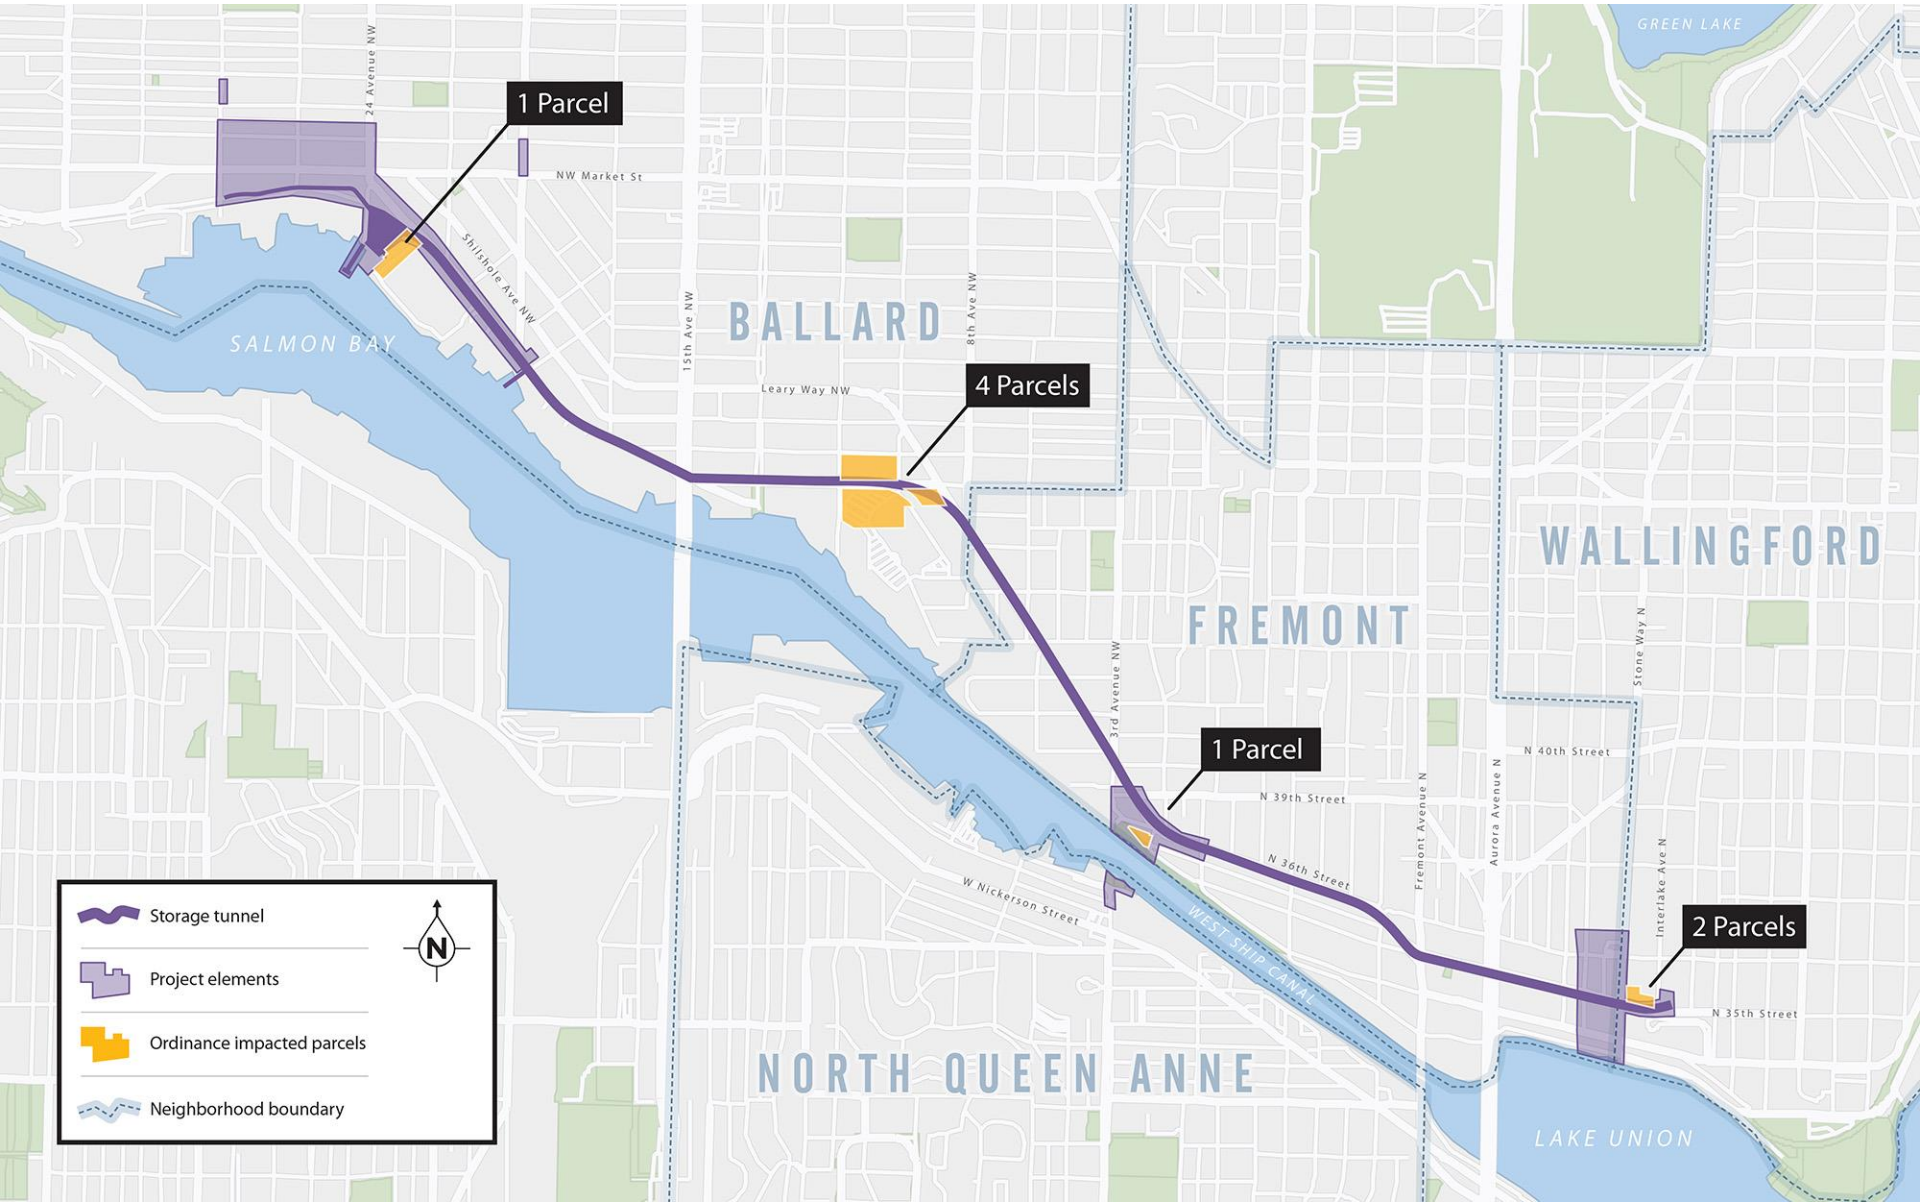 GREEN LAKE
24 Avenue NW
1 Parcel
NW Market St
Shilshole Ave NW
SALMON BAY
15th Ave NW
BALLARD
8th Ave NW
Leary Way NW
4 Parcels
WALLINGFORD
FREMONT
Stone Way N
3rd Avenue NW
1 Parcel
N 40th Street
N 39th Street
Fremont Avenue N
Aurora Avenue N
N 36th Street
Interlake Ave N
W Nickerson Street
WEST SHIP CANAL
2 Parcels
N 35th Street
NORTH QUEEN ANNE
LAKE UNION
Storage tunnel
N
Project elements
Ordinance impacted parcels
Neighborhood boundary